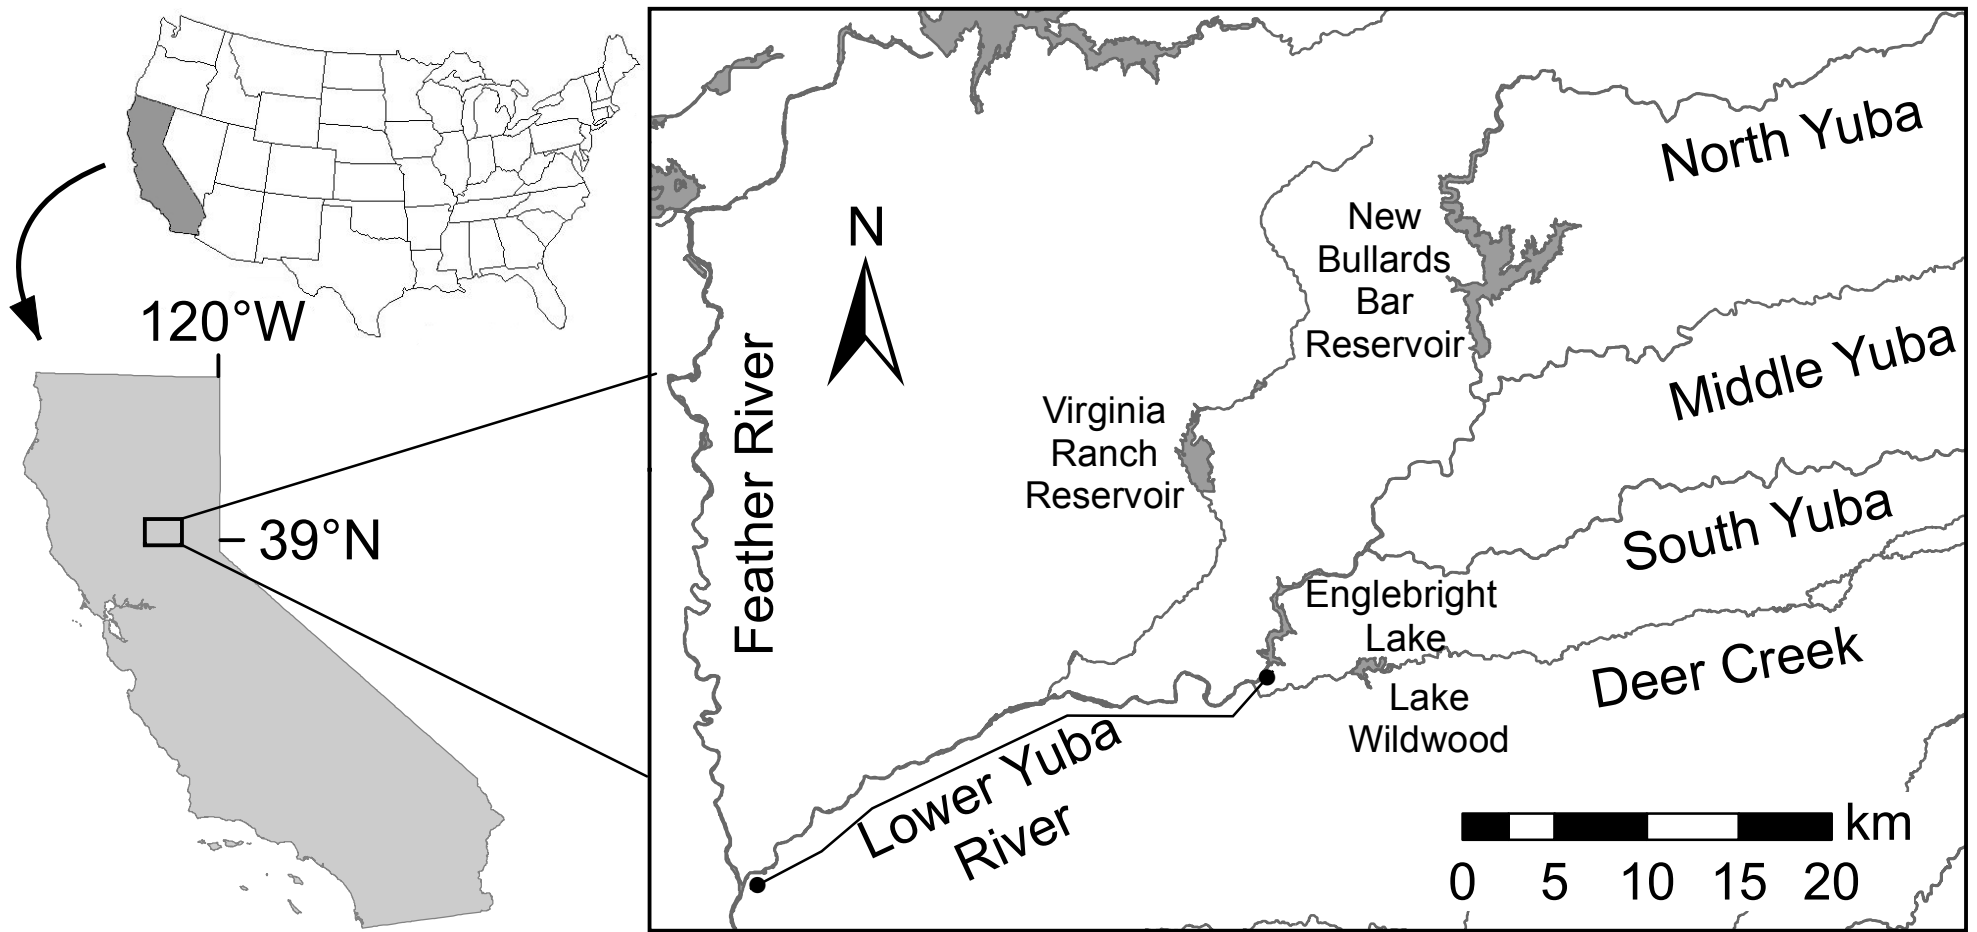 120°W
39°N
Feather River
N
North Yuba
New
Bullards
Bar
Reservoir
Middle Yuba
Virginia
Ranch
Reservoir
South Yuba
Englebright
Lake
Deer Creek
Lake
Wildwood
Lower Yuba
River
km
0 5 10 15 20